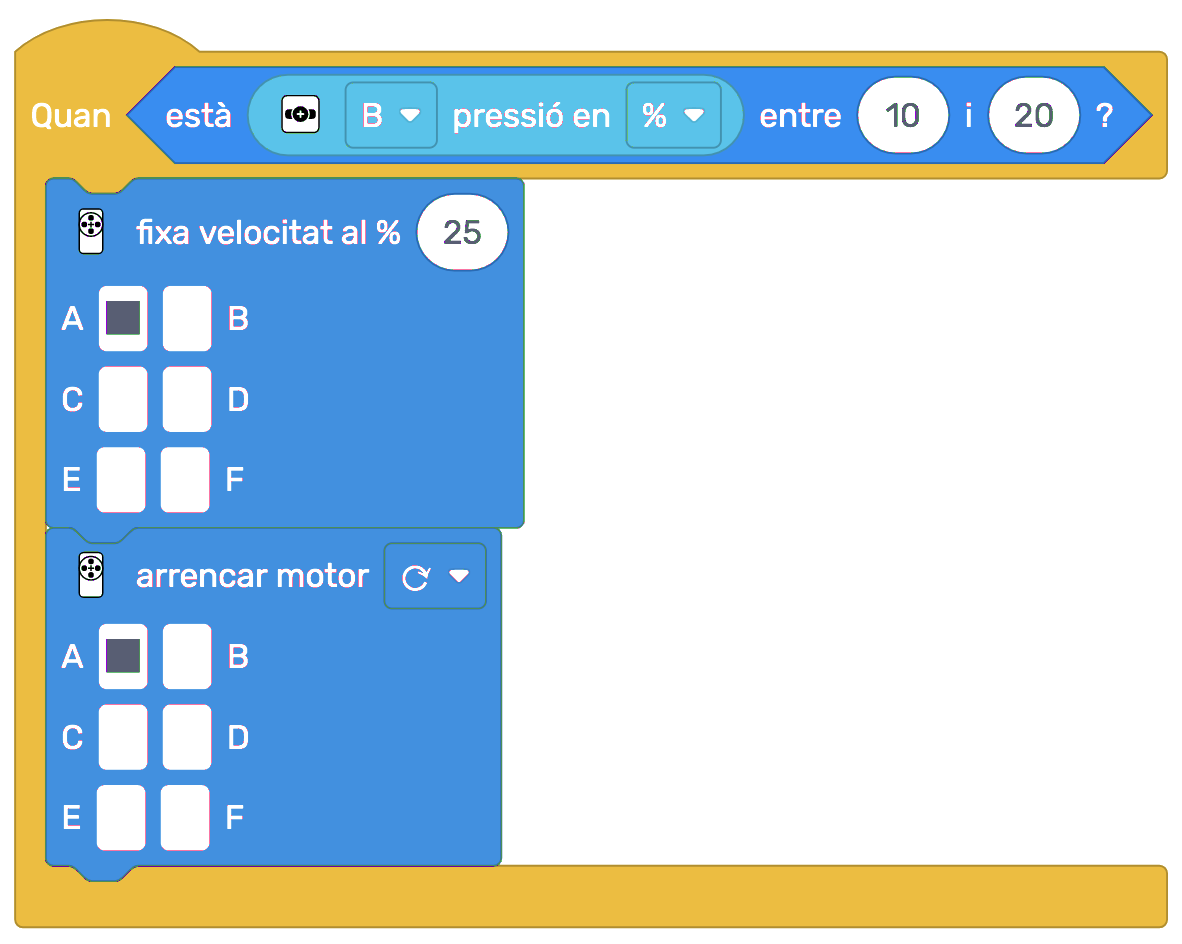 Quan està B pressió en % entre 10 i 20 ?
fixa velocitat al % 25
A B
C D
E F
arrencar motor
A B
C D
E F